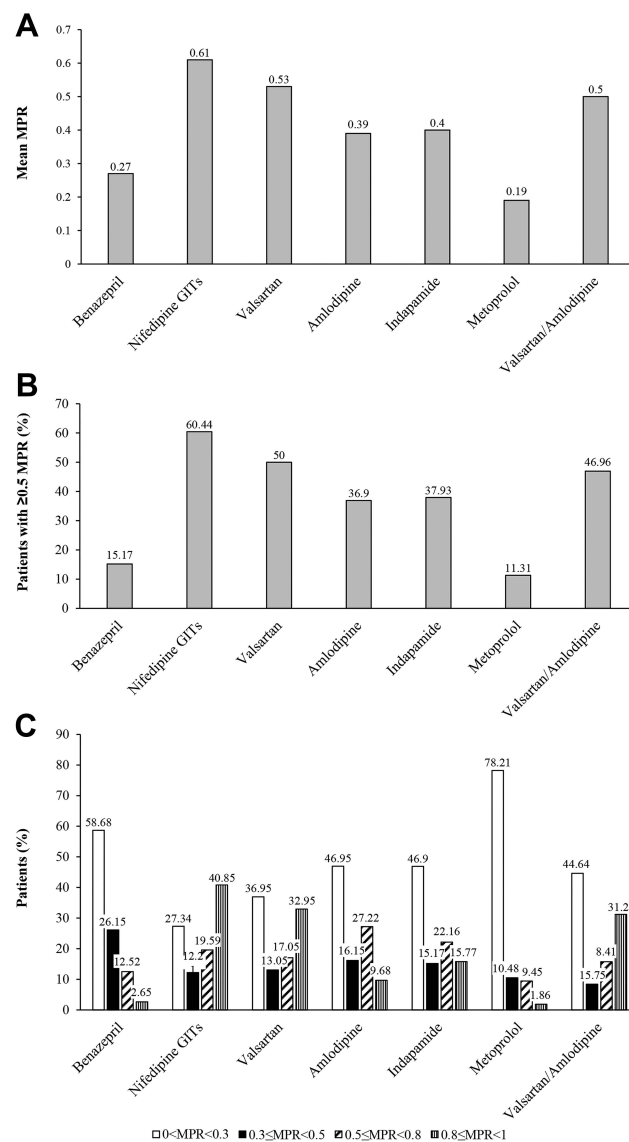 A
Mean MPR
0.7
0.6
0.5
0.4
0.3
0.2
0.1
0
0.27
0.61
0.53
0.39
0.4
0.19
0.5
Benazepril
Nifedipine GITs
Valsartan
Amlodipine
Indapamide
Metoprolol
Valsartan/Amlodipine
B
Patients with ≥0.5 MPR (%)
70
60
50
40
30
20
10
0
15.17
60.44
50
36.9
37.93
11.31
46.96
Benazepril
Nifedipine GITs
Valsartan
Amlodipine
Indapamide
Metoprolol
Valsartan/Amlodipine
C
Patients (%)
90
80
70
60
50
40
30
20
10
0
58.68
26.15
12.52
2.65
27.34
12.2
19.59
40.85
36.95
13.05
17.05
32.95
46.95
16.15
27.22
9.68
46.9
15.17
22.16
15.77
78.21
10.48
9.45
1.86
44.64
15.75
8.41
31.2
Benazepril
Nifedipine GITs
Valsartan
Amlodipine
Indapamide
Metoprolol
Valsartan/Amlodipine
0<MPR<0.3 0.3≤MPR<0.5 0.5≤MPR<0.8 0.8≤MPR<1